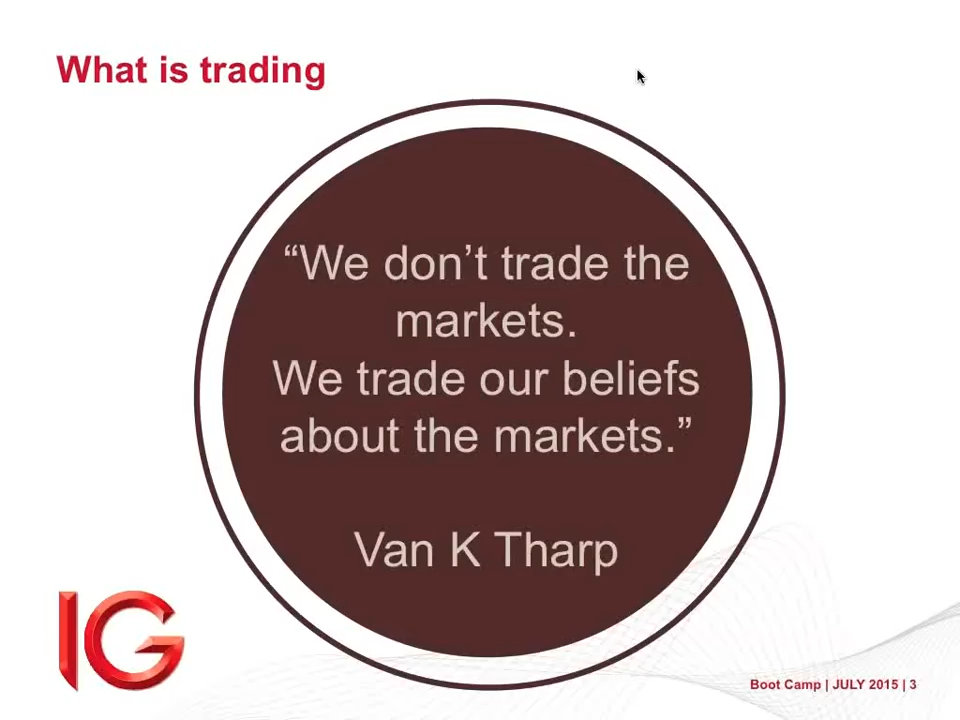 What is trading
“We don’t trade the
markets.
We trade our beliefs
about the markets.”
Van K Tharp
IG
Boot Camp | JULY 2015 | 3